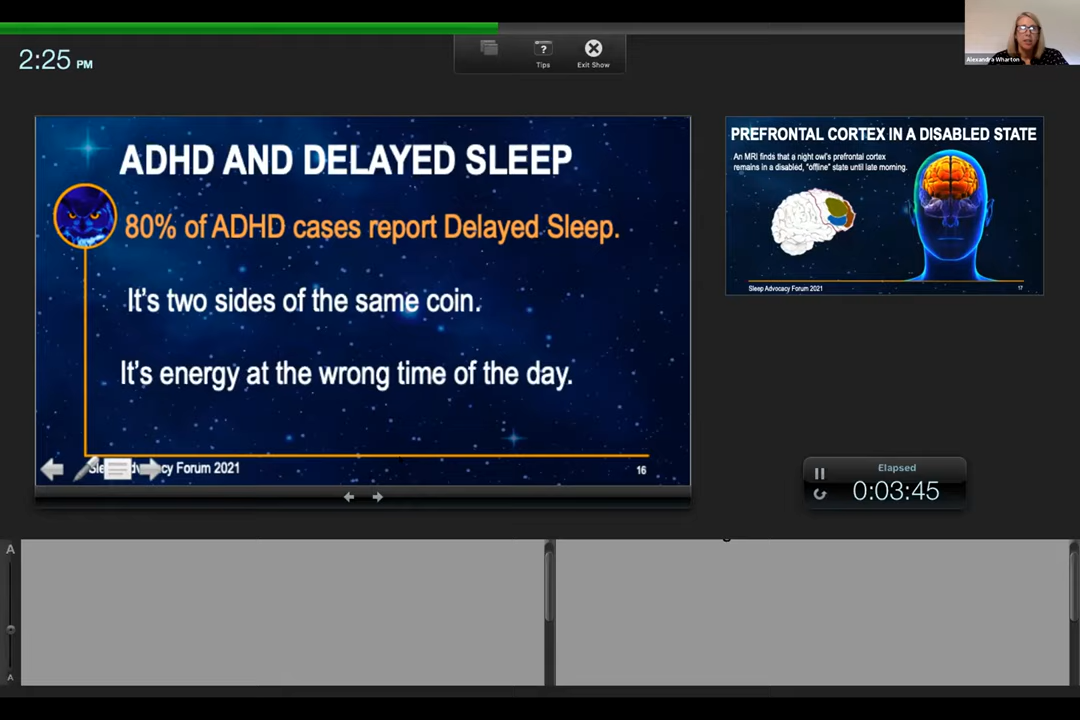 2:25 PM
Tips
Exit Show
Alexandra Wharton
ADHD AND DELAYED SLEEP
80% of ADHD cases report Delayed Sleep.
It's two sides of the same coin.
It's energy at the wrong time of the day.
Forum 2021
16
PREFRONTAL CORTEX IN A DISABLED STATE
An MRI finds that a night owl's prefrontal cortex
remains in a disabled, "offline" state until late morning.
Sleep Advocacy Forum 2021
17
Elapsed
0:03:45
A
A